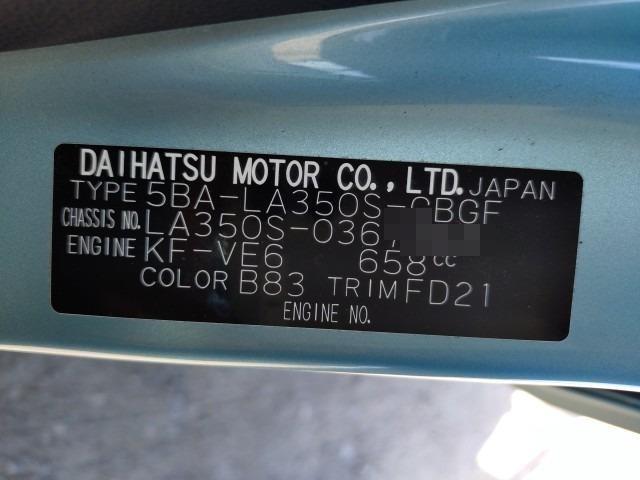 DAIHATSU MOTOR CO., LTD. JAPAN
TYPE 5BA-LA350S-GBGF
CHASSIS NO. LA350S-036
ENGINE KF-VE6 658cc
COLOR B83 TRIM FD21
ENGINE NO.